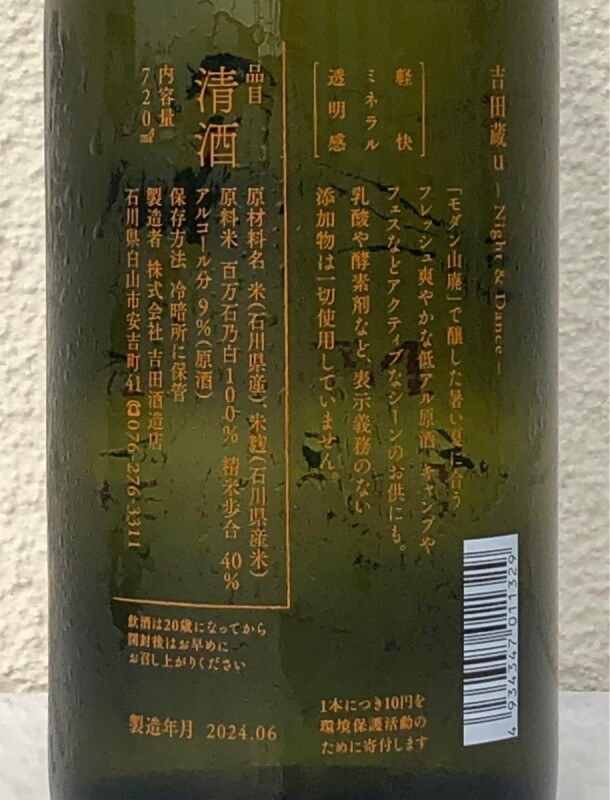 吉田蔵u — Night & Dance —
「モダン山廃」で醸した暑い夏に合う
フレッシュ爽やかな低アル原酒。キャンプや
フェスなどアクティブなシーンのお供にも。
乳酸や酵素剤など、表示義務のない
添加物は一切使用していません。
軽快
ミネラル
透明感
品目
清酒
内容量
720㎖
原材料名 米(石川県産)、米麹(石川県産米)
原料米 百万石乃白100% 精米歩合 40%
アルコール分 9%(原酒)
保存方法 冷暗所に保管
製造者 株式会社 吉田酒造店
石川県白山市安吉町41 ☎076-276-3311
飲酒は20歳になってから
開封後はお早めに
お召し上がりください
製造年月 2024.06
1本につき10円を
環境保護活動の
ために寄付します
4934347011329